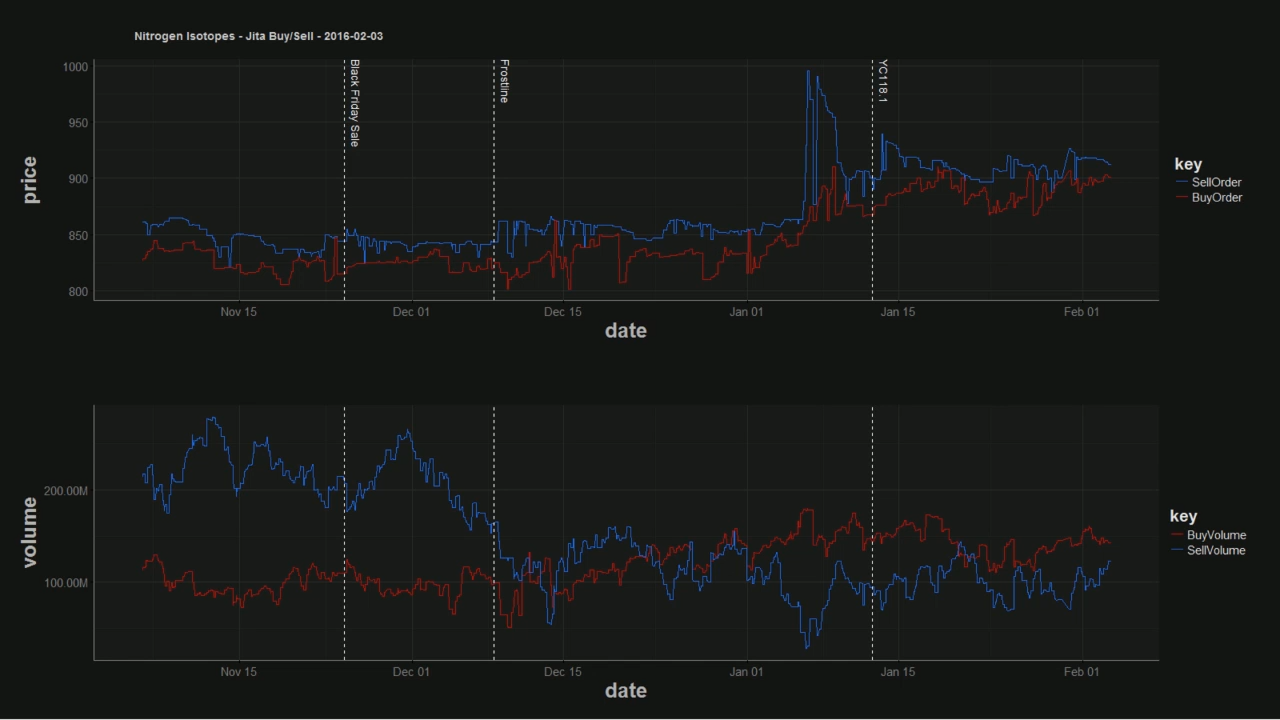 Nitrogen Isotopes - Jita Buy/Sell - 2016-02-03
1000
950
900
850
800
price
Black Friday Sale
Frostline
YC118.1
Nov 15
Dec 01
Dec 15
Jan 01
Jan 15
Feb 01
date
key
SellOrder
BuyOrder
200.00M
100.00M
volume
Nov 15
Dec 01
Dec 15
Jan 01
Jan 15
Feb 01
date
key
BuyVolume
SellVolume